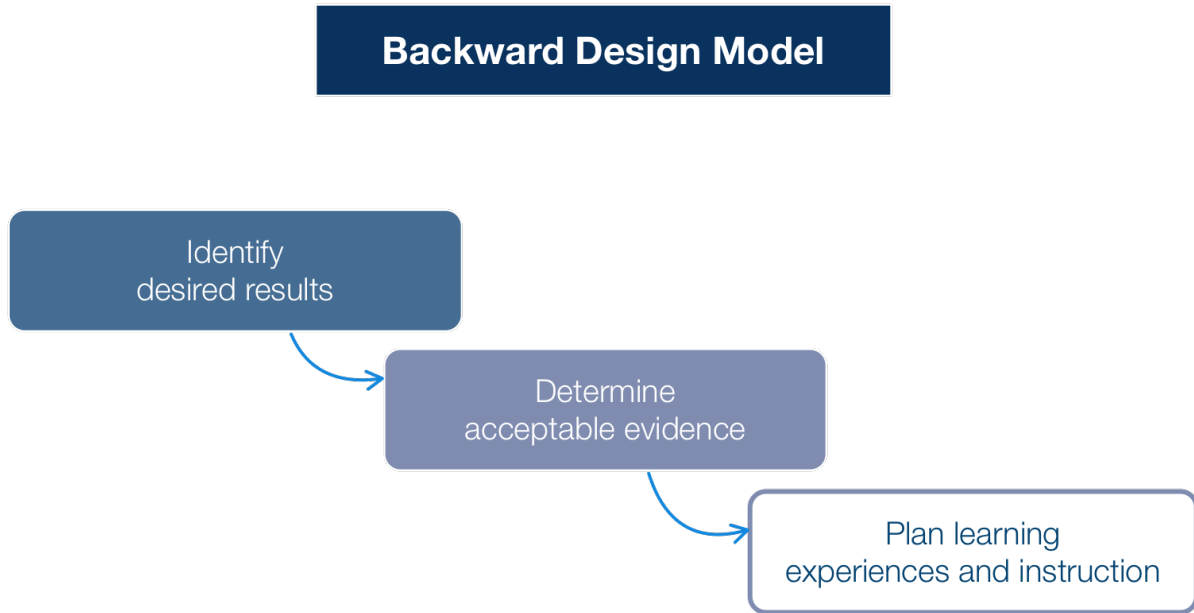 Backward Design Model
Identify
desired results
Determine
acceptable evidence
Plan learning
experiences and instruction